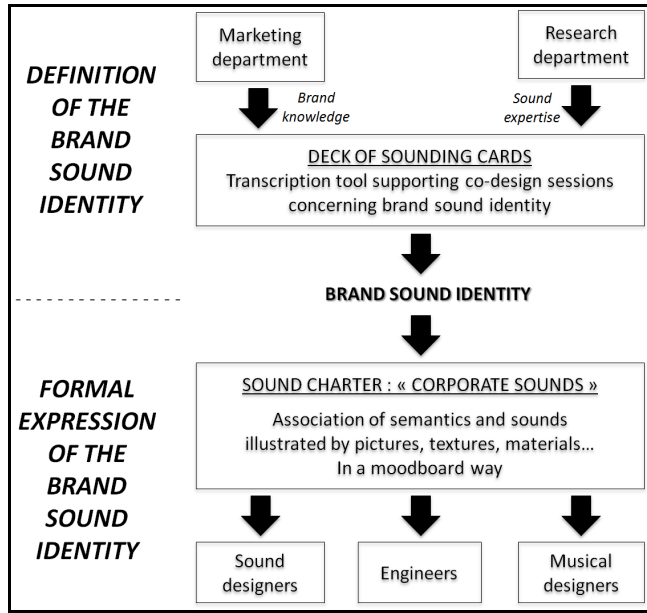 Marketing
department
Research
department
DEFINITION
OF THE
BRAND
SOUND
IDENTITY
Brand
knowledge
Sound
expertise
DECK OF SOUNDING CARDS
Transcription tool supporting co-design sessions
concerning brand sound identity
BRAND SOUND IDENTITY
FORMAL
EXPRESSION
OF THE
BRAND
SOUND
IDENTITY
SOUND CHARTER : « CORPORATE SOUNDS »
Association of semantics and sounds
illustrated by pictures, textures, materials…
In a moodboard way
Sound
designers
Engineers
Musical
designers